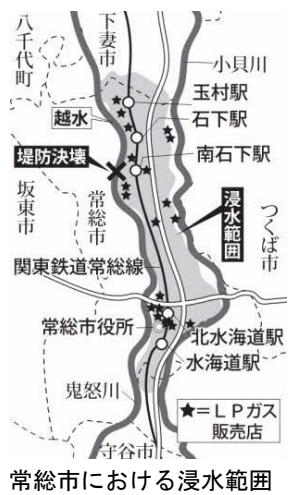 八千代町
下妻市
小貝川
玉村駅
越水
石下駅
堤防決壊
南石下駅
坂東市
常総市
浸水範囲
つくば市
関東鉄道常総線
常総市役所
北水海道駅
水海道駅
鬼怒川
★=LPガス
販売店
守谷市
常総市における浸水範囲